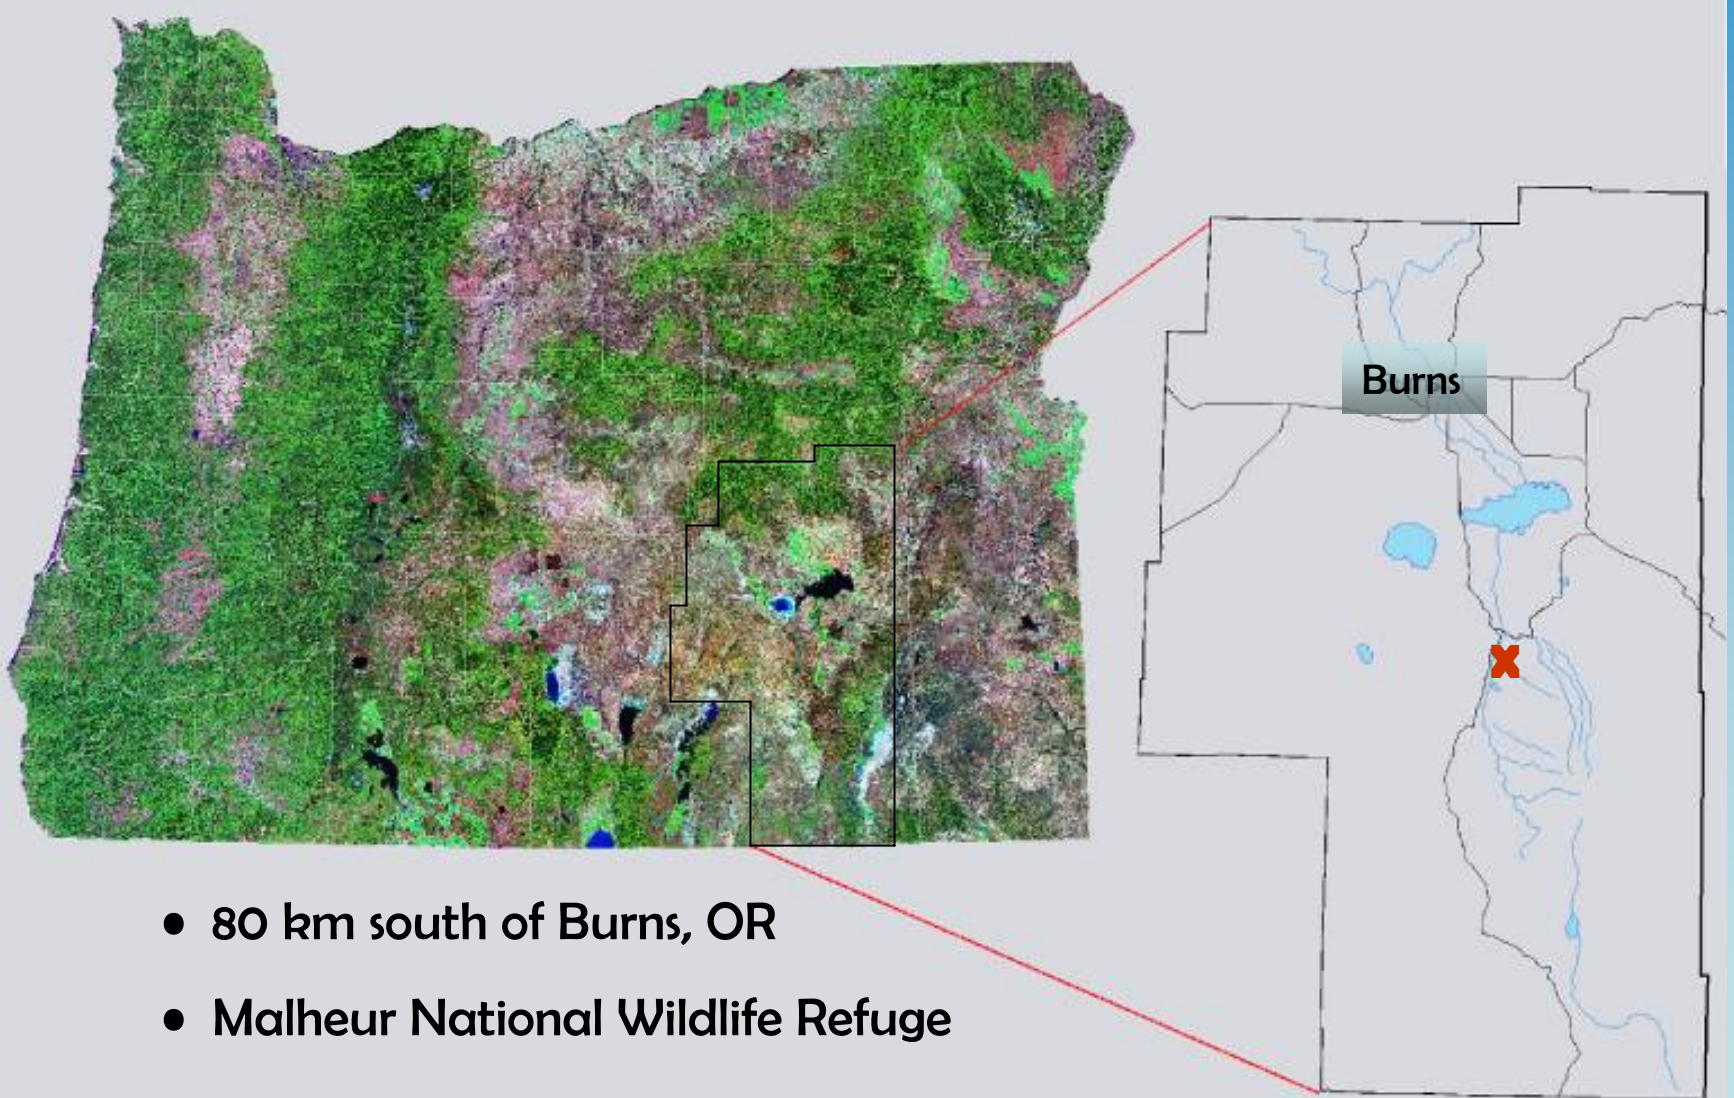 Burns
X
• 80 km south of Burns, OR
• Malheur National Wildlife Refuge